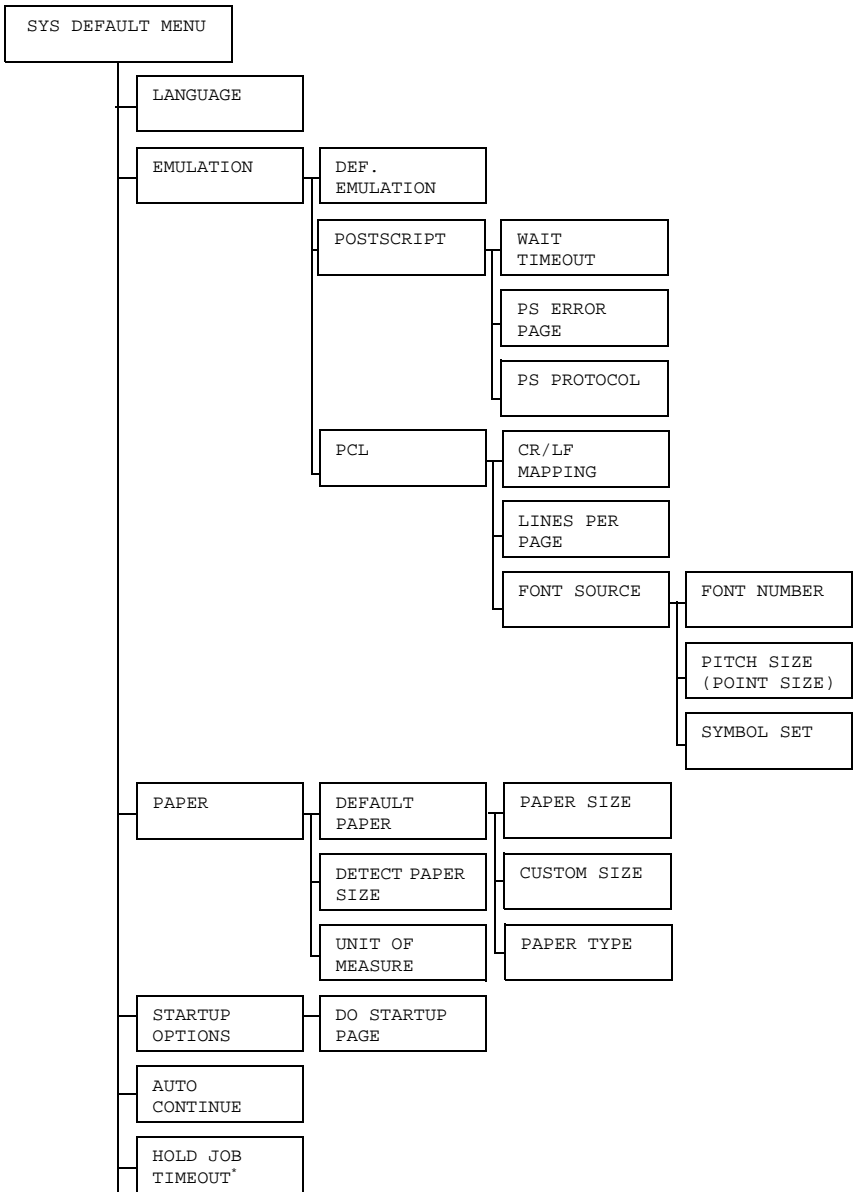 SYS DEFAULT MENU
LANGUAGE
EMULATION
DEF.
EMULATION
POSTSCRIPT
WAIT
TIMEOUT
PS ERROR
PAGE
PS PROTOCOL
PCL
CR/LF
MAPPING
LINES PER
PAGE
FONT SOURCE
FONT NUMBER
PITCH SIZE
(POINT SIZE)
SYMBOL SET
PAPER
DEFAULT
PAPER
PAPER SIZE
DETECT PAPER
SIZE
CUSTOM SIZE
UNIT OF
MEASURE
PAPER TYPE
STARTUP
OPTIONS
DO STARTUP
PAGE
AUTO
CONTINUE
HOLD JOB
TIMEOUT*